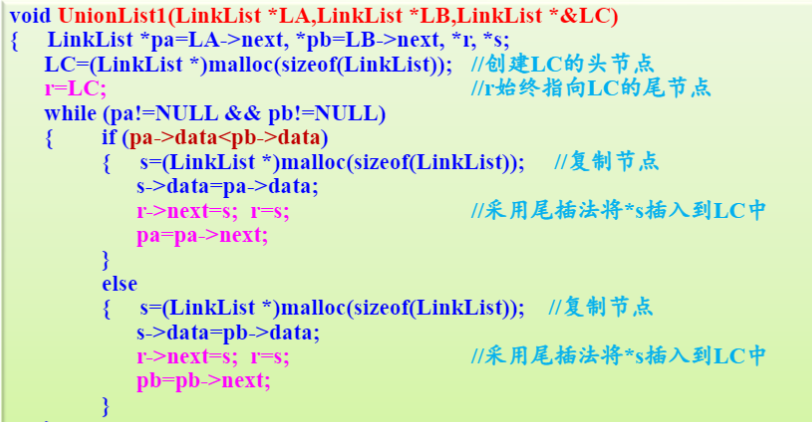 void UnionList1(LinkList *LA,LinkList *LB,LinkList *&LC)
{ LinkList *pa=LA->next, *pb=LB->next, *r, *s;
LC=(LinkList *)malloc(sizeof(LinkList)); //创建LC的头节点
r=LC; //r始终指向LC的尾节点
while (pa!=NULL && pb!=NULL)
{ if (pa->data<pb->data)
{ s=(LinkList *)malloc(sizeof(LinkList)); //复制节点
s->data=pa->data;
r->next=s; r=s; //采用尾插法将*s插入到LC中
pa=pa->next;
}
else
{ s=(LinkList *)malloc(sizeof(LinkList)); //复制节点
s->data=pb->data;
r->next=s; r=s; //采用尾插法将*s插入到LC中
pb=pb->next;
}